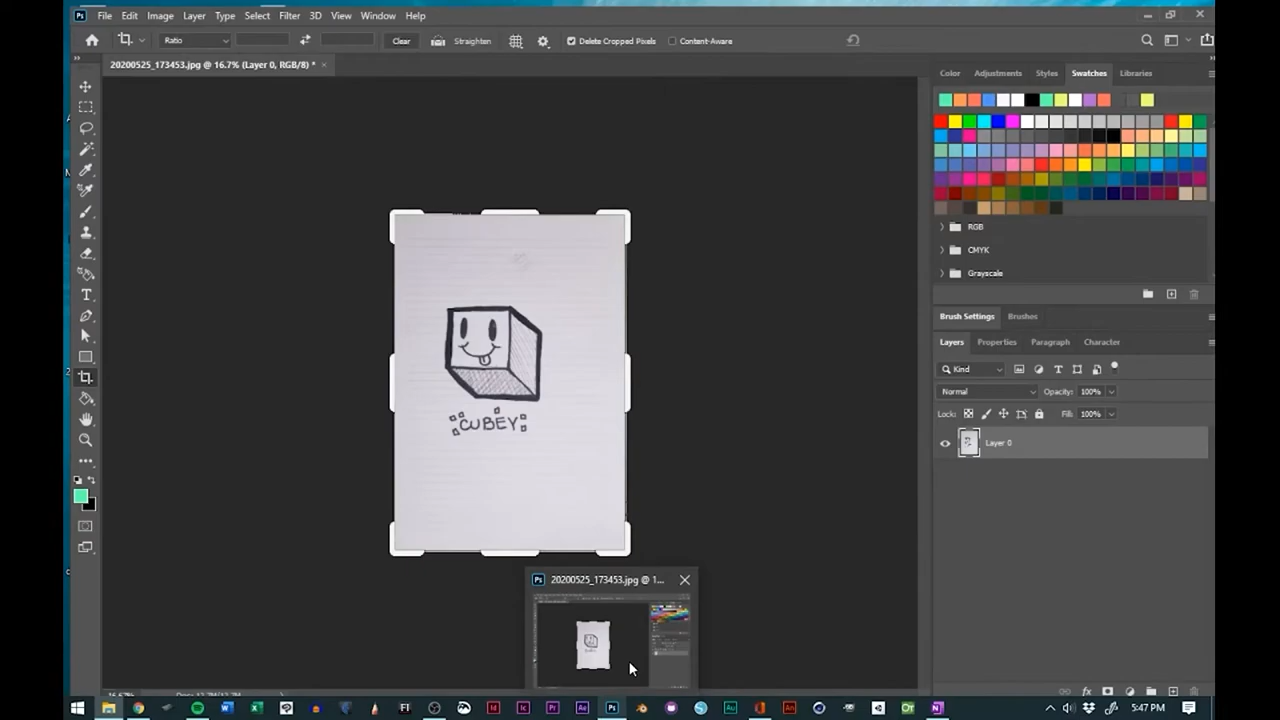 Ps File Edit Image Layer Type Select Filter 3D View Window Help
Ratio Clear Straighten Delete Cropped Pixels Content-Aware
20200525_173453.jpg @ 16.7% (Layer 0, RGB/8) *
Color Adjustments Styles Swatches Libraries
RGB
CMYK
Grayscale
Brush Settings Brushes
Layers Properties Paragraph Character
Kind
Normal Opacity: 100%
Lock: Fill: 100%
Layer 0
CUBEY
Ps 20200525_173453.jpg @ 1...
5:47 PM